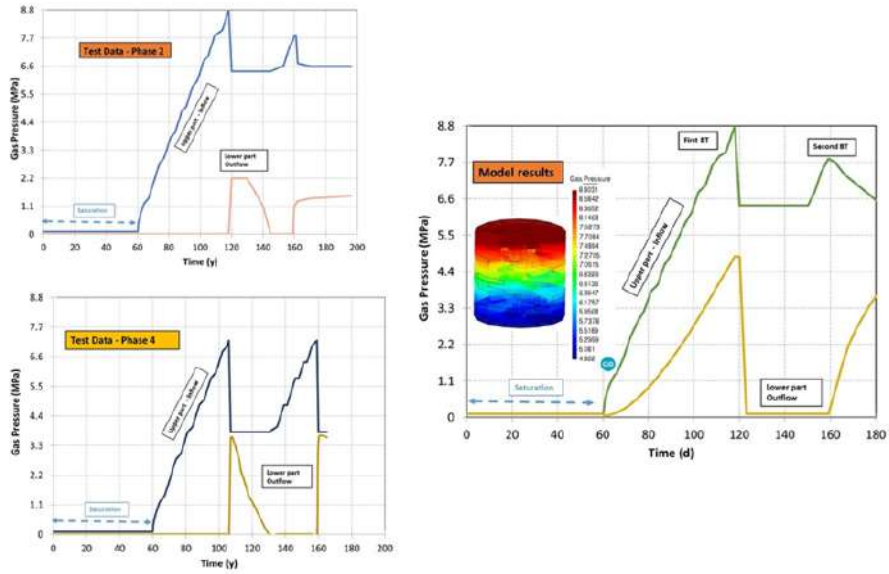 8.8
7.7
6.6
5.5
4.4
3.3
2.2
1.1
0
Gas Pressure (MPa)
Test Data - Phase 2
Upper part - Inflow
Lower part
Outflow
Saturation
0 20 40 60 80 100 120 140 160 180 200
Time (y)
8.8
7.7
6.6
5.5
4.4
3.3
2.2
1.1
0
Gas Pressure (MPa)
Test Data - Phase 4
Upper part - Inflow
Lower part
Outflow
Saturation
0 20 40 60 80 100 120 140 160 180 200
Time (y)
8.8
7.7
6.6
5.5
4.4
3.3
2.2
1.1
0
Gas Pressure (MPa)
Model results
Gas Pressure
First BT
Second BT
Upper part - Inflow
Saturation
Lower part
Outflow
0 20 40 60 80 100 120 140 160 180
Time (d)